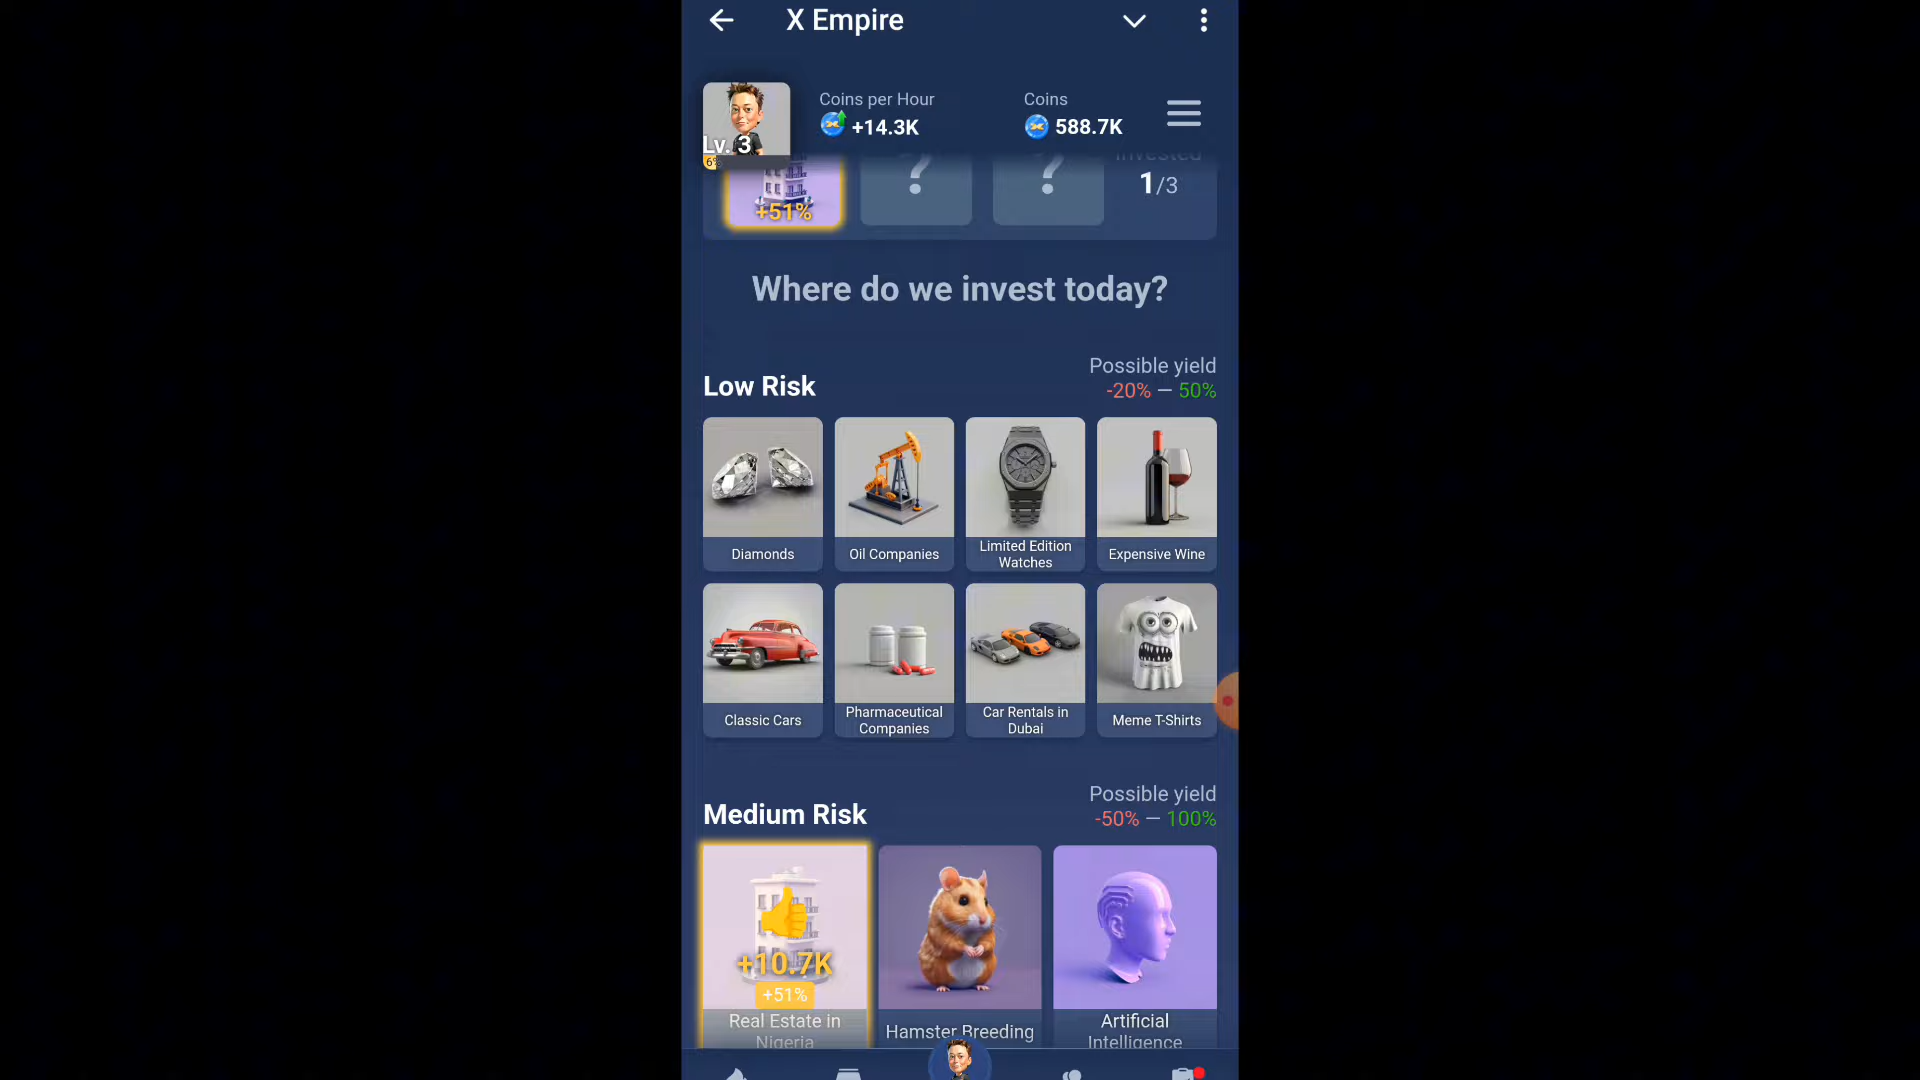 X Empire
Coins per Hour
+14.3K
Coins
588.7K
Lv. 3
6%
Invested
1/3
+51%
?
?
Where do we invest today?
Low Risk
Possible yield
-20% — 50%
Diamonds
Oil Companies
Limited Edition
Watches
Expensive Wine
Classic Cars
Pharmaceutical
Companies
Car Rentals in
Dubai
Meme T-Shirts
Medium Risk
Possible yield
-50% — 100%
+10.7K
+51%
Real Estate in
Nigeria
Hamster Breeding
Artificial
Intelligence